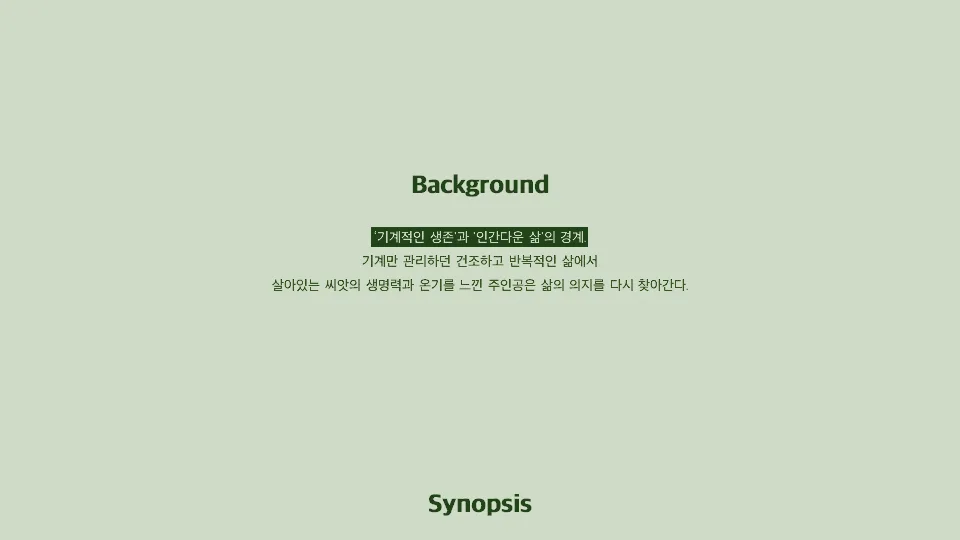 Background
'기계적인 생존'과 '인간다운 삶'의 경계.
기계만 관리하던 건조하고 반복적인 삶에서
살아있는 씨앗의 생명력과 온기를 느낀 주인공은 삶의 의지를 다시 찾아간다.
Synopsis